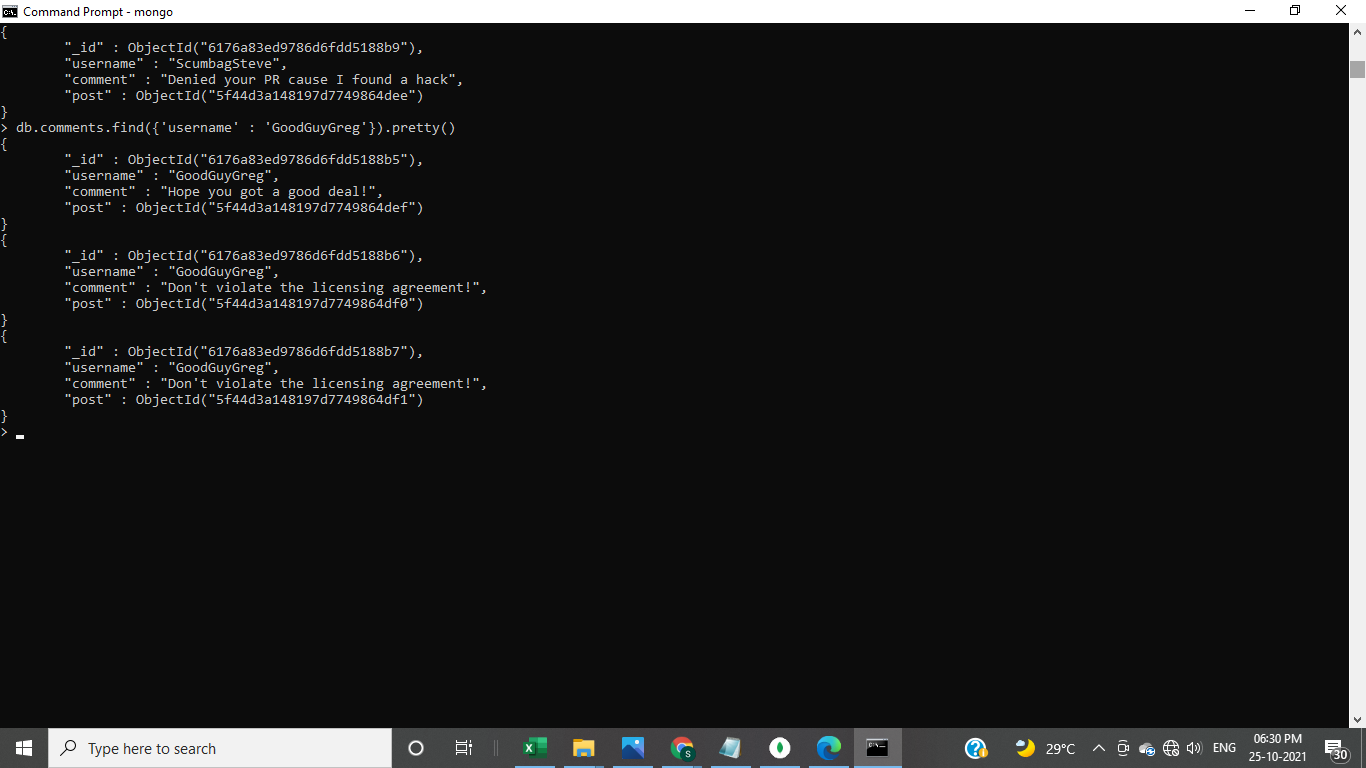 Command Prompt - mongo
{
"_id" : ObjectId("6176a83ed9786d6fdd5188b9"),
"username" : "ScumbagSteve",
"comment" : "Denied your PR cause I found a hack",
"post" : ObjectId("5f44d3a148197d7749864dee")
}
> db.comments.find({'username' : 'GoodGuyGreg'}).pretty()
{
"_id" : ObjectId("6176a83ed9786d6fdd5188b5"),
"username" : "GoodGuyGreg",
"comment" : "Hope you got a good deal!",
"post" : ObjectId("5f44d3a148197d7749864def")
}
{
"_id" : ObjectId("6176a83ed9786d6fdd5188b6"),
"username" : "GoodGuyGreg",
"comment" : "Don't violate the licensing agreement!",
"post" : ObjectId("5f44d3a148197d7749864df0")
}
{
"_id" : ObjectId("6176a83ed9786d6fdd5188b7"),
"username" : "GoodGuyGreg",
"comment" : "Don't violate the licensing agreement!",
"post" : ObjectId("5f44d3a148197d7749864df1")
}
>
Type here to search
29°C
ENG
06:30 PM
25-10-2021
30